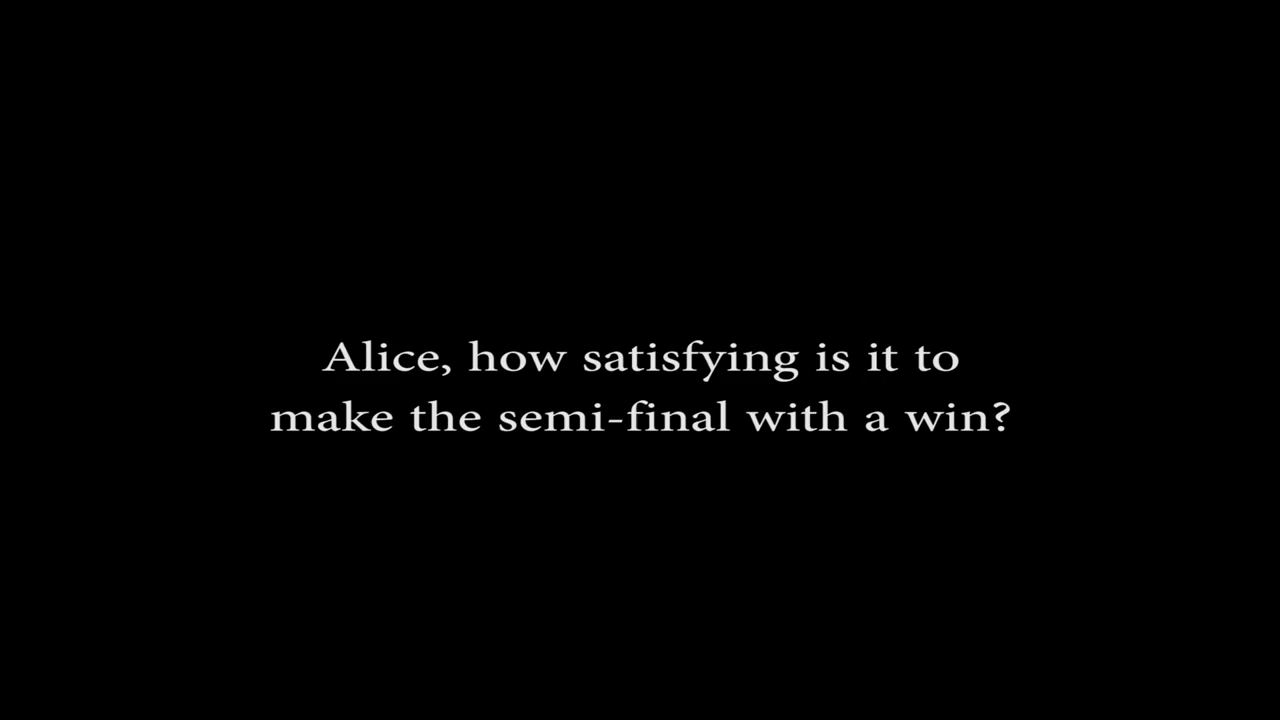 Alice, how satisfying is it to
make the semi-final with a win?